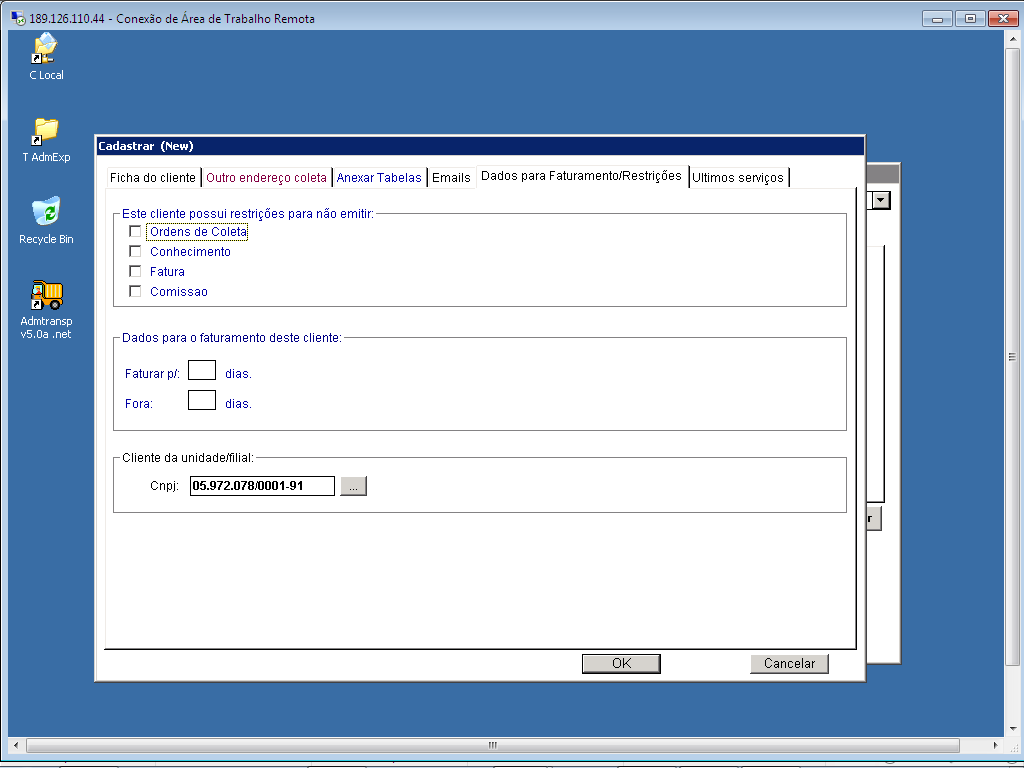 189.126.110.44 - Conexão de Área de Trabalho Remota
C Local
T AdmExp
Recycle Bin
Admtransp
v5.0a .net
Cadastrar (New)
Ficha do cliente
Outro endereço coleta
Anexar Tabelas
Emails
Dados para Faturamento/Restrições
Ultimos serviços
Este cliente possui restrições para não emitir:
Ordens de Coleta
Conhecimento
Fatura
Comissao
Dados para o faturamento deste cliente:
Faturar p/: dias.
Fora: dias.
Cliente da unidade/filial:
Cnpj: 05.972.078/0001-91 ...
r
OK
Cancelar